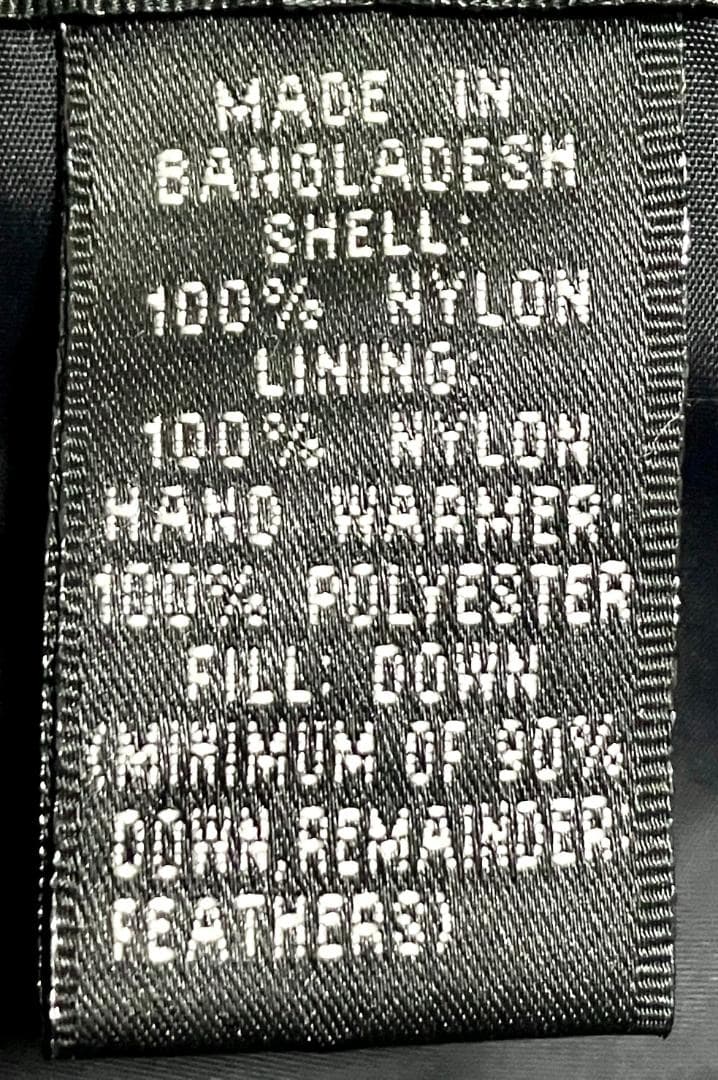 MADE IN
BANGLADESH
SHELL:
100% NYLON
LINING:
100% NYLON
HAND WARMER:
100% POLYESTER
FILL: DOWN
(MINIMUM OF 90%
DOWN,REMAINDER
FEATHERS)